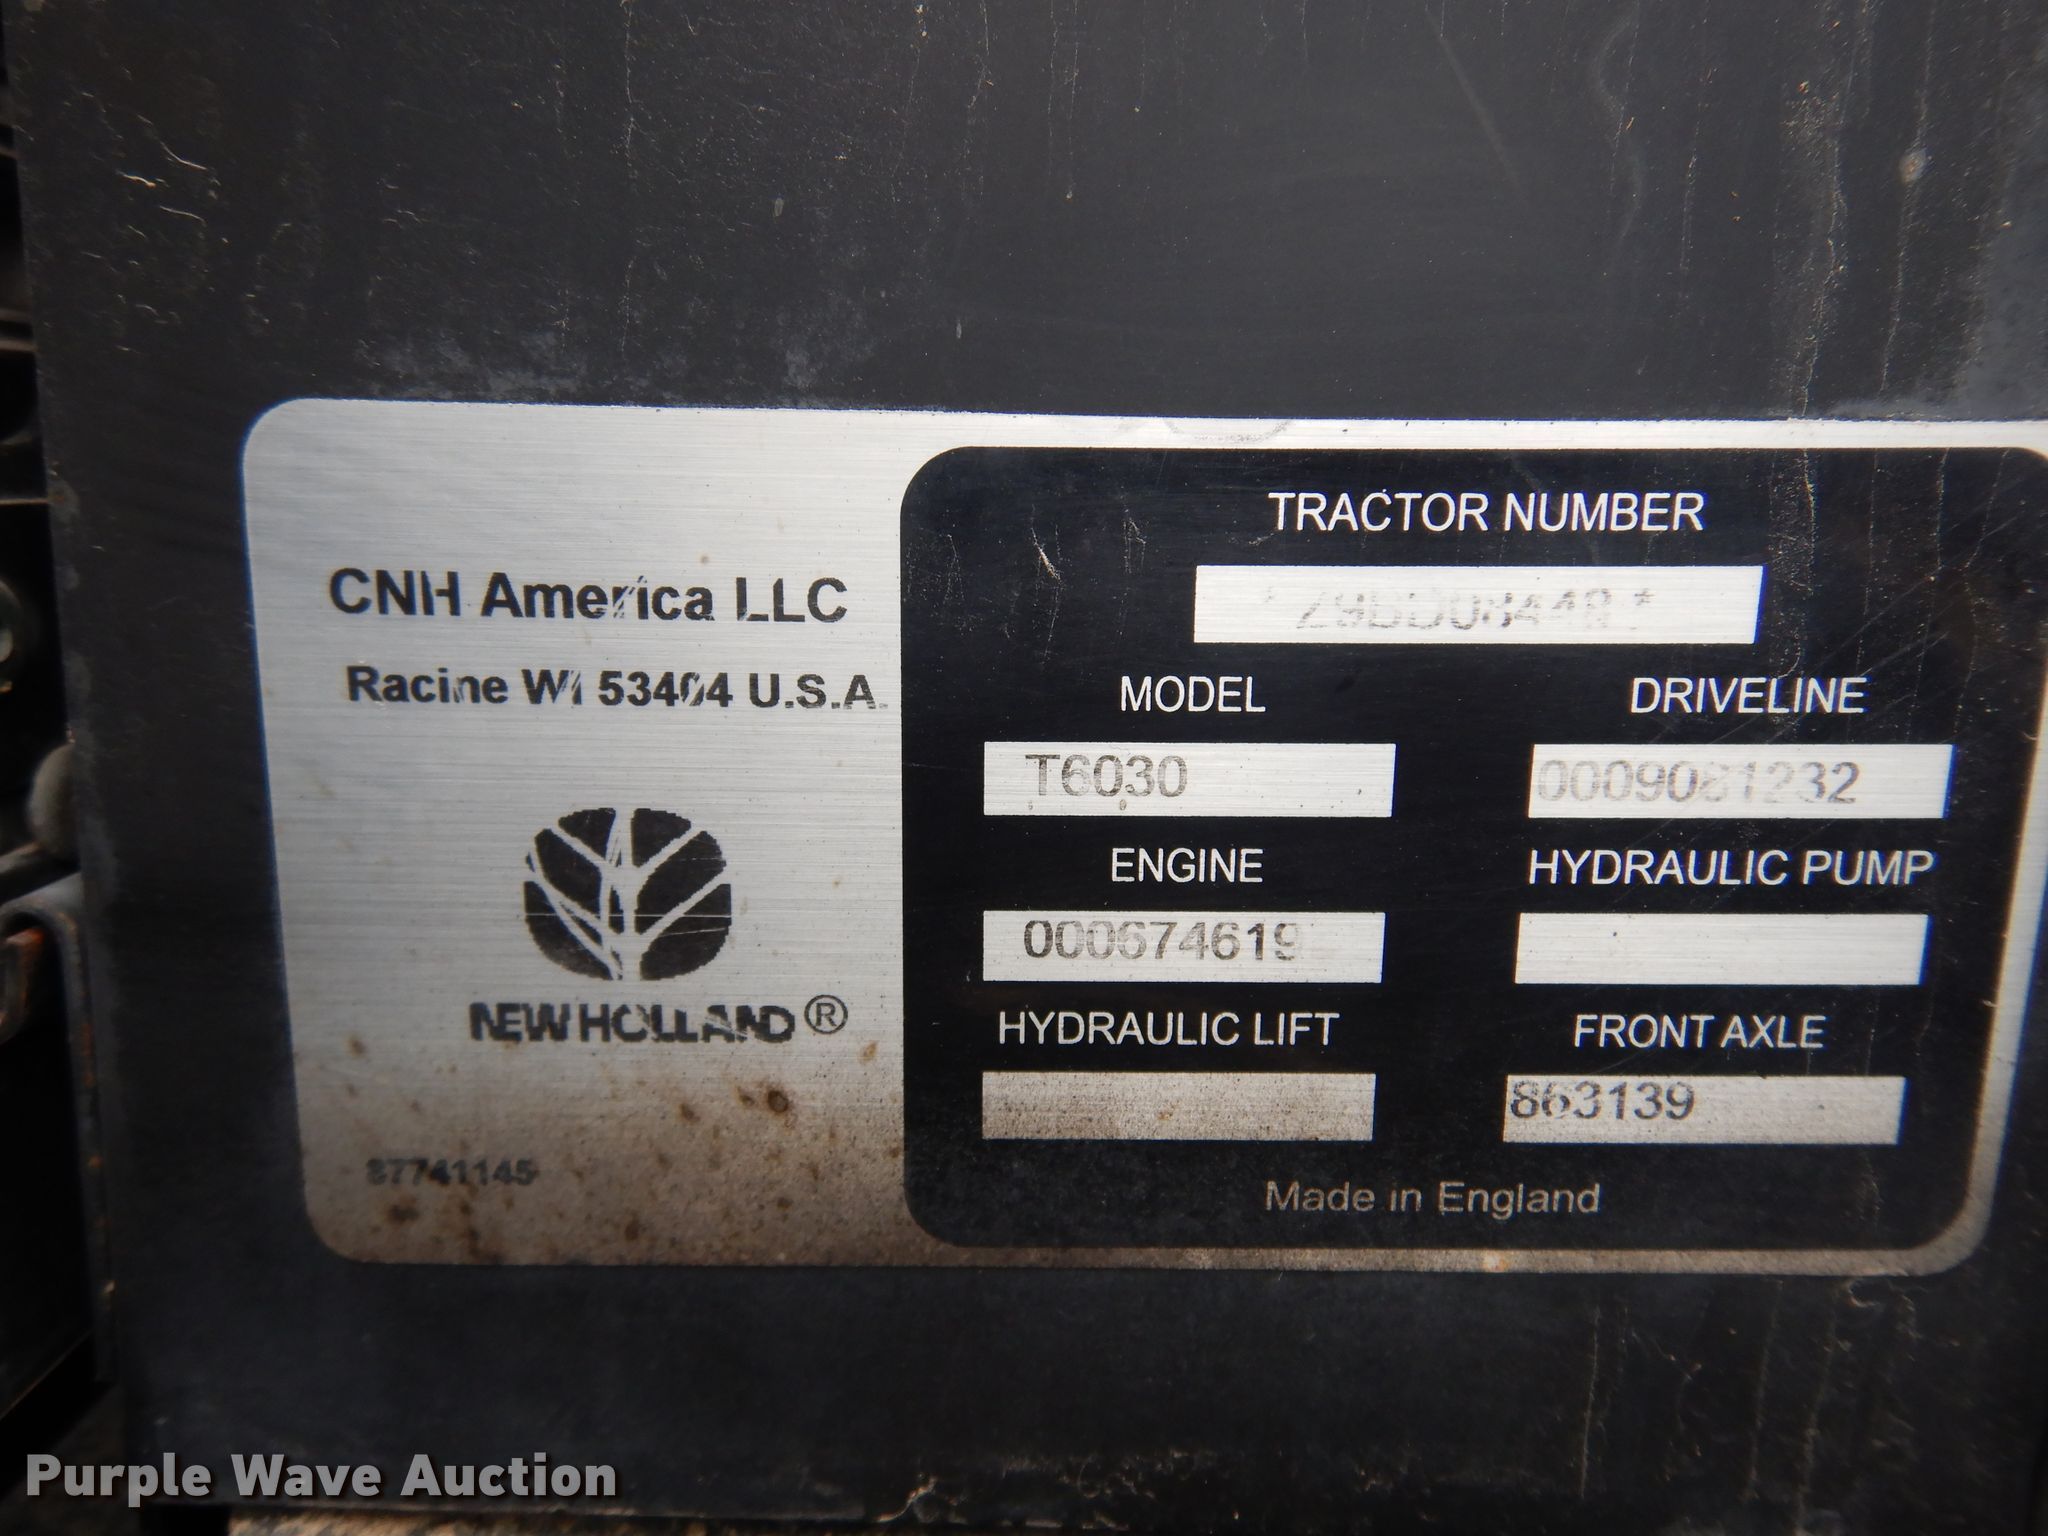 CNH America LLC
Racine WI 53404 U.S.A.
NEW HOLLAND ®
87741145
TRACTOR NUMBER
MODEL
DRIVELINE
T6030
0009081232
ENGINE
HYDRAULIC PUMP
000674619
HYDRAULIC LIFT
FRONT AXLE
863139
Made in England
Purple Wave Auction